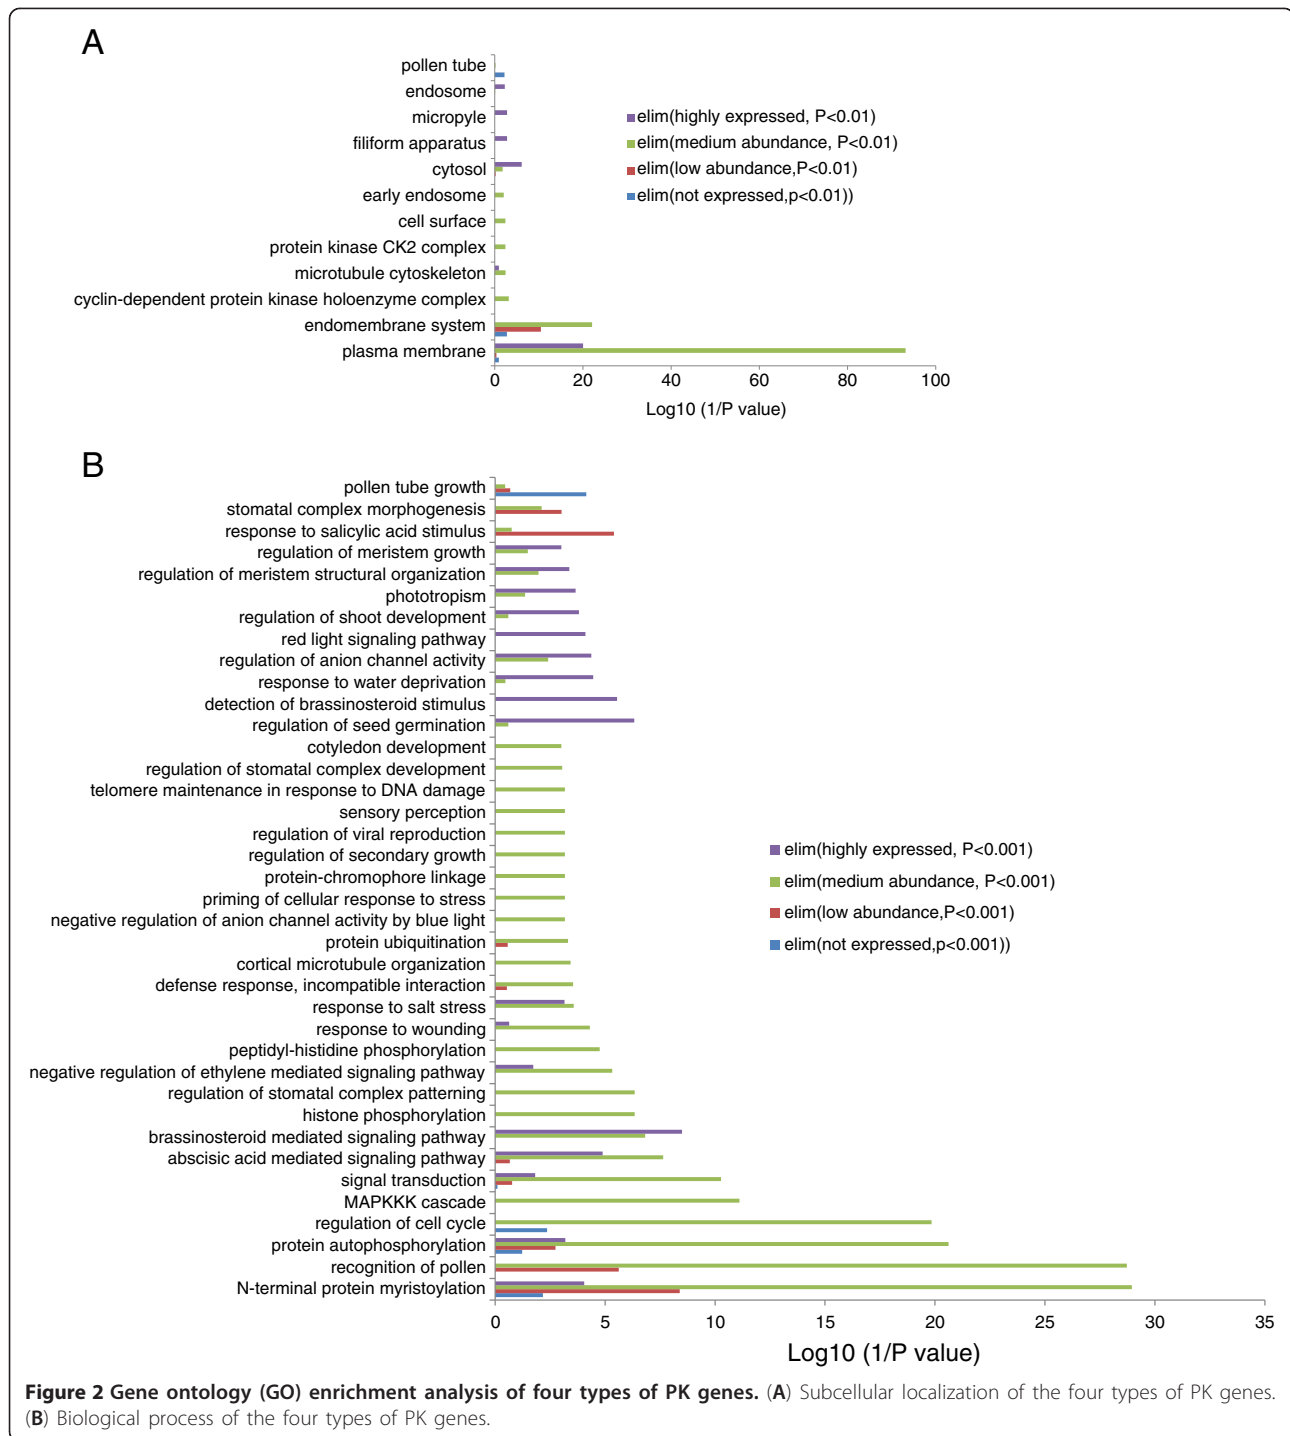 A
pollen tube
endosome
micropyle
filiform apparatus
cytosol
early endosome
cell surface
protein kinase CK2 complex
microtubule cytoskeleton
cyclin-dependent protein kinase holoenzyme complex
endomembrane system
plasma membrane
elim(highly expressed, P<0.01)
elim(medium abundance, P<0.01)
elim(low abundance,P<0.01)
elim(not expressed,p<0.01))
0 20 40 60 80 100
Log10 (1/P value)
B
pollen tube growth
stomatal complex morphogenesis
response to salicylic acid stimulus
regulation of meristem growth
regulation of meristem structural organization
phototropism
regulation of shoot development
red light signaling pathway
regulation of anion channel activity
response to water deprivation
detection of brassinosteroid stimulus
regulation of seed germination
cotyledon development
regulation of stomatal complex development
telomere maintenance in response to DNA damage
sensory perception
regulation of viral reproduction
regulation of secondary growth
protein-chromophore linkage
priming of cellular response to stress
negative regulation of anion channel activity by blue light
protein ubiquitination
cortical microtubule organization
defense response, incompatible interaction
response to salt stress
response to wounding
peptidyl-histidine phosphorylation
negative regulation of ethylene mediated signaling pathway
regulation of stomatal complex patterning
histone phosphorylation
brassinosteroid mediated signaling pathway
abscisic acid mediated signaling pathway
signal transduction
MAPKKK cascade
regulation of cell cycle
protein autophosphorylation
recognition of pollen
N-terminal protein myristoylation
elim(highly expressed, P<0.001)
elim(medium abundance, P<0.001)
elim(low abundance,P<0.001)
elim(not expressed,p<0.001))
0 5 10 15 20 25 30 35
Log10 (1/P value)
Figure 2 Gene ontology (GO) enrichment analysis of four types of PK genes. (A) Subcellular localization of the four types of PK genes.
(B) Biological process of the four types of PK genes.